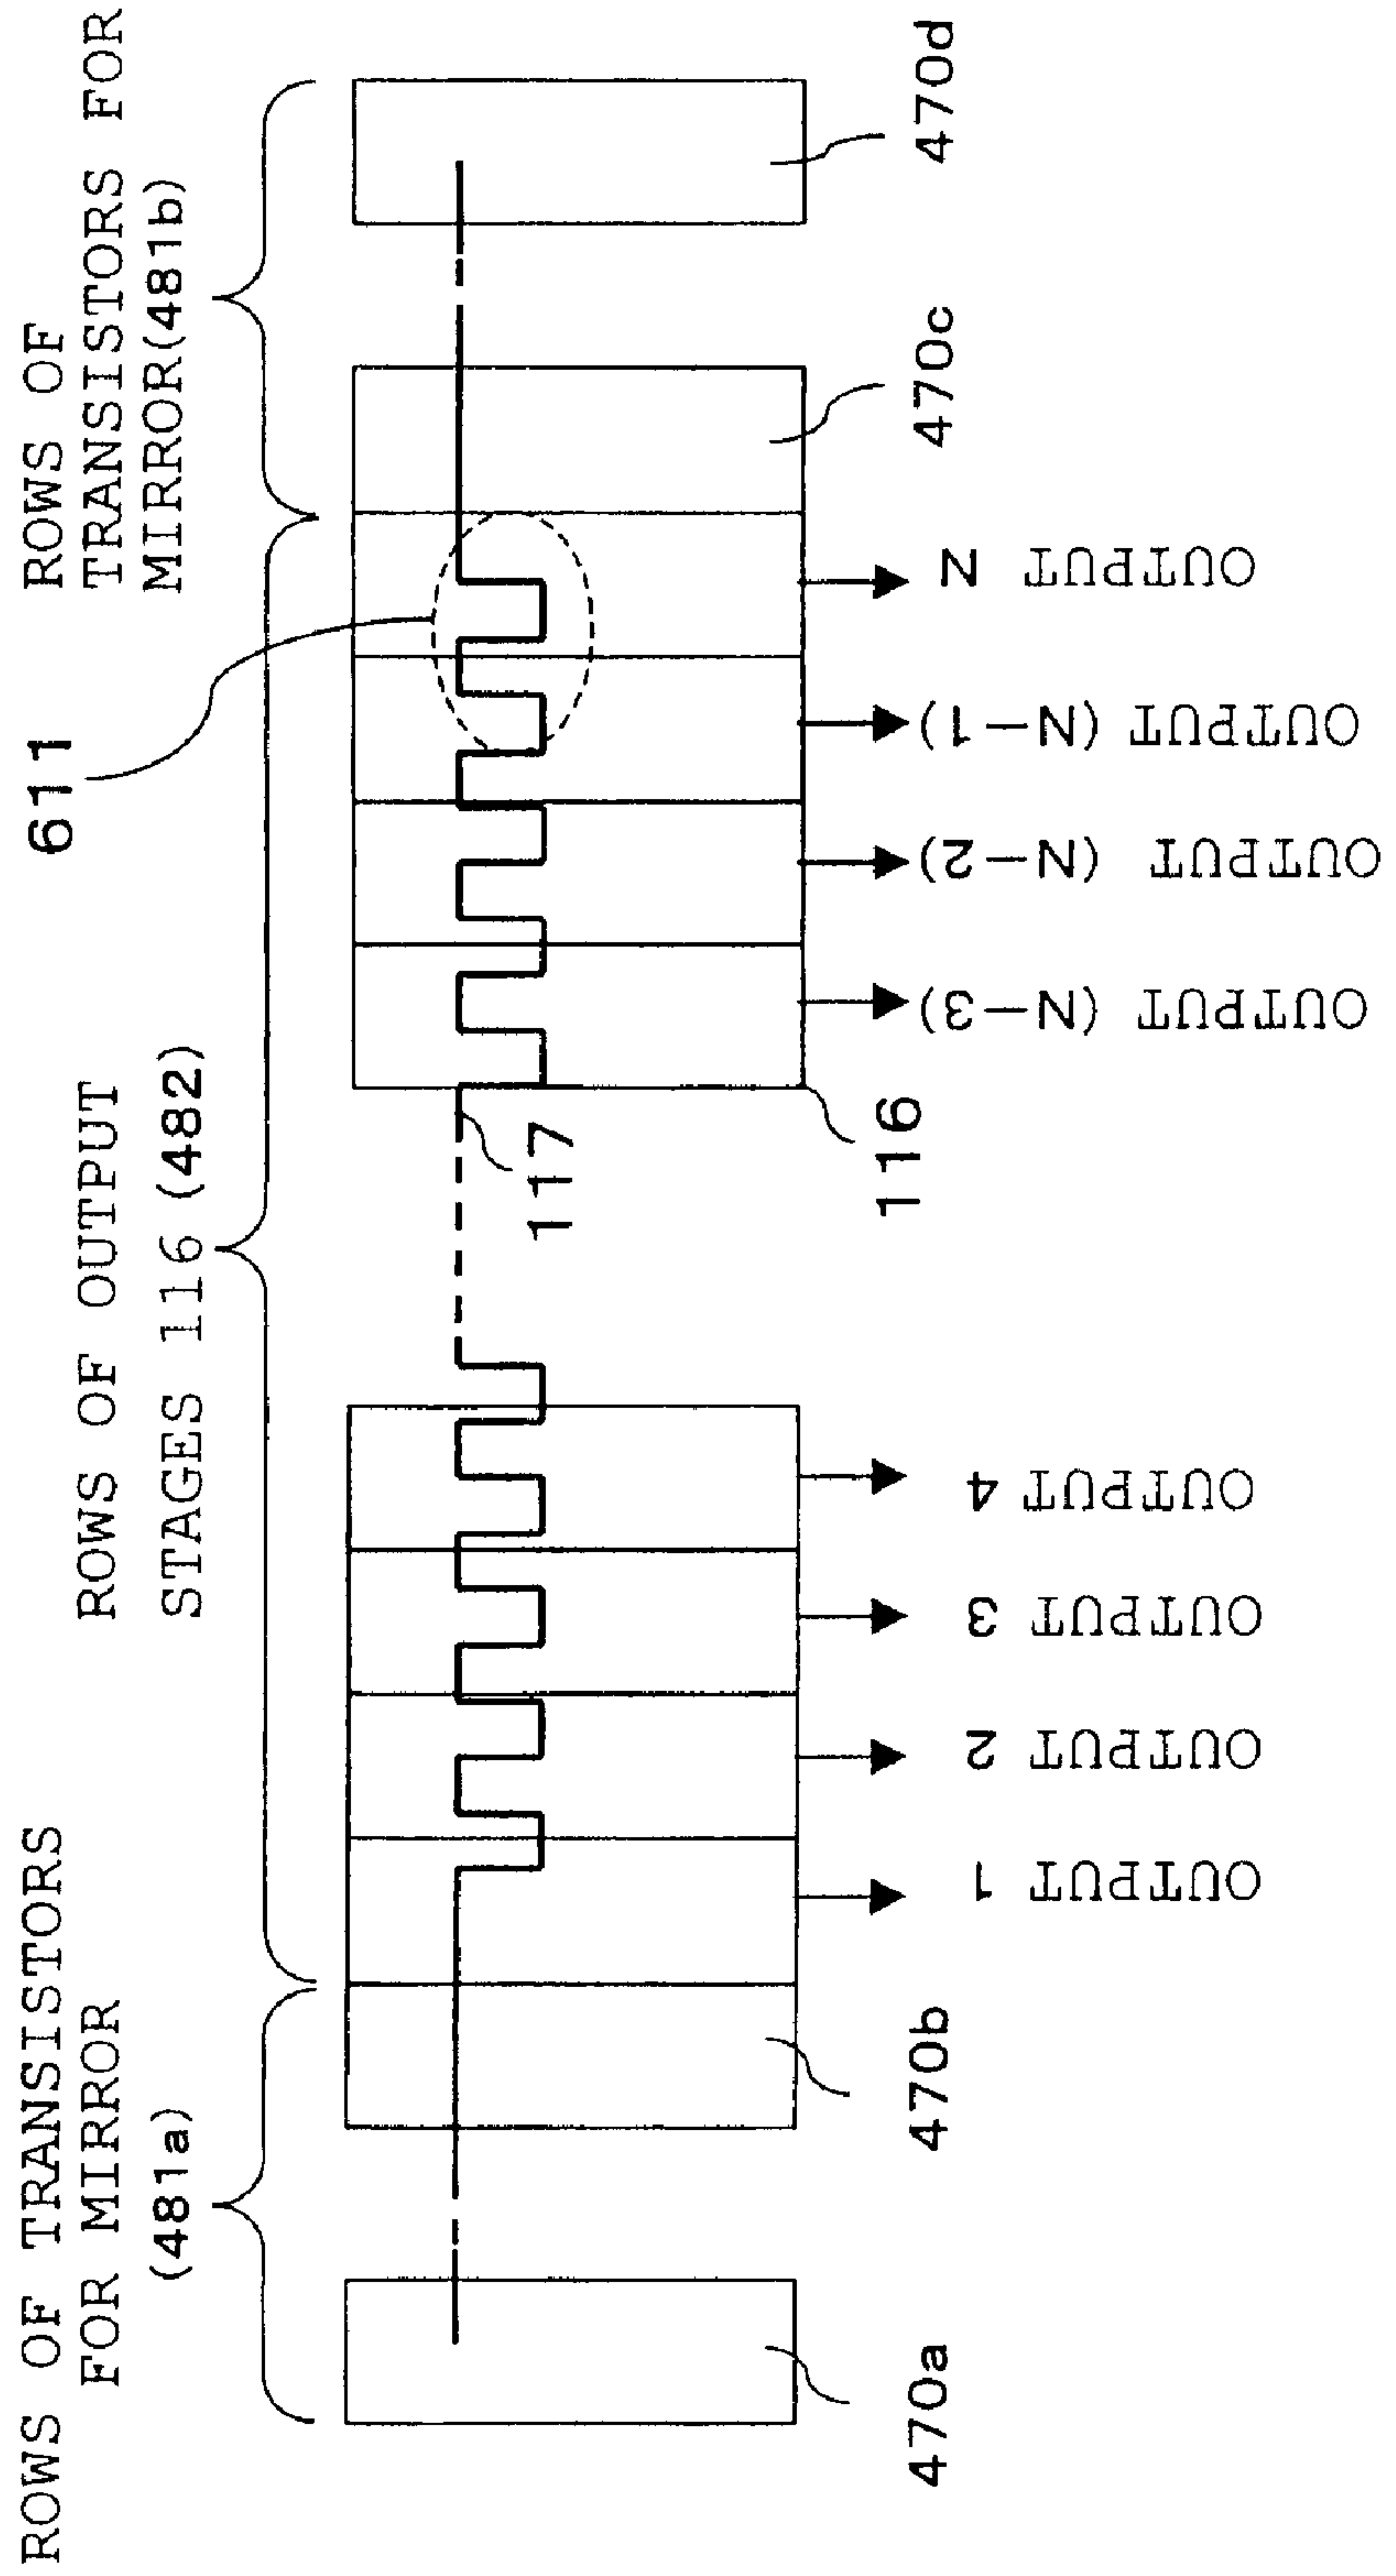 ROWS OF TRANSISTORS
FOR MIRROR
(481a)
ROWS OF OUTPUT
STAGES 116 (482)
611
ROWS OF
TRANSISTORS FOR
MIRROR(481b)
117
116
470a
470b
470c
470d
OUTPUT 1
OUTPUT 2
OUTPUT 3
OUTPUT 4
OUTPUT (N-3)
OUTPUT (N-2)
OUTPUT (N-1)
OUTPUT N